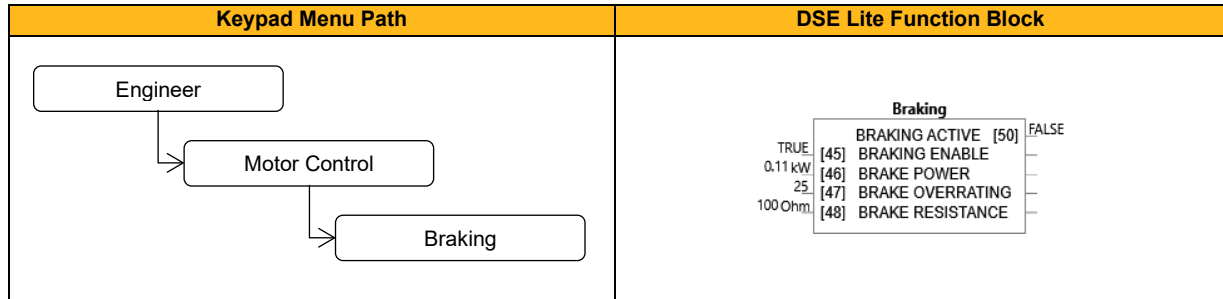 Keypad Menu Path
DSE Lite Function Block
Engineer
Motor Control
Braking
Braking
BRAKING ACTIVE [50] FALSE
TRUE [45] BRAKING ENABLE
0.11 kW [46] BRAKE POWER
25 [47] BRAKE OVERRATING
100 Ohm [48] BRAKE RESISTANCE